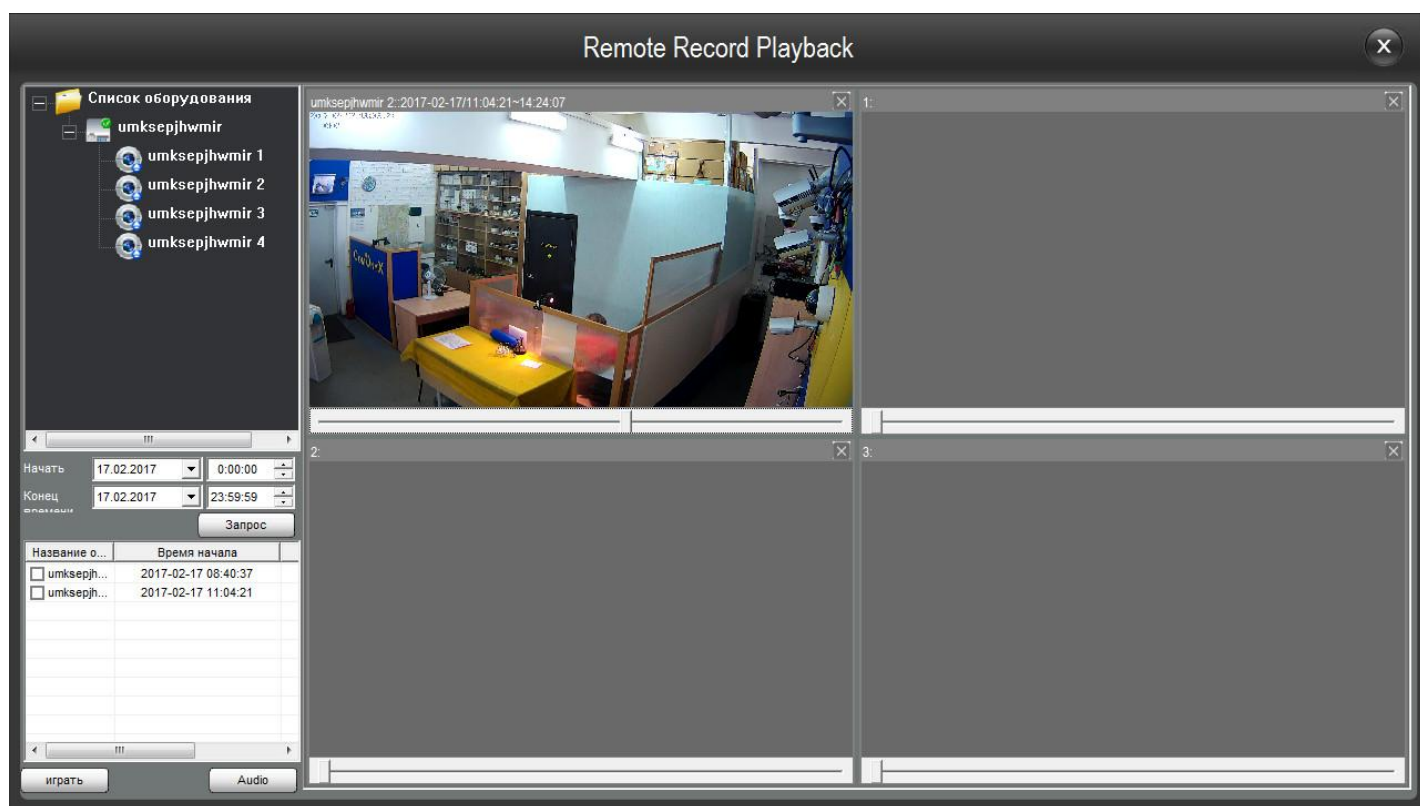 Remote Record Playback
X
Список оборудования
umksepjhwmir
umksepjhwmir 1
umksepjhwmir 2
umksepjhwmir 3
umksepjhwmir 4
Начать 17.02.2017 0:00:00
Конец времени 17.02.2017 23:59:59
Запрос
Название о... Время начала
umksepjh... 2017-02-17 08:40:37
umksepjh... 2017-02-17 11:04:21
играть Audio
umksepjhwmir 2::2017-02-17/11:04:21~14:24:07
1:
2:
3: